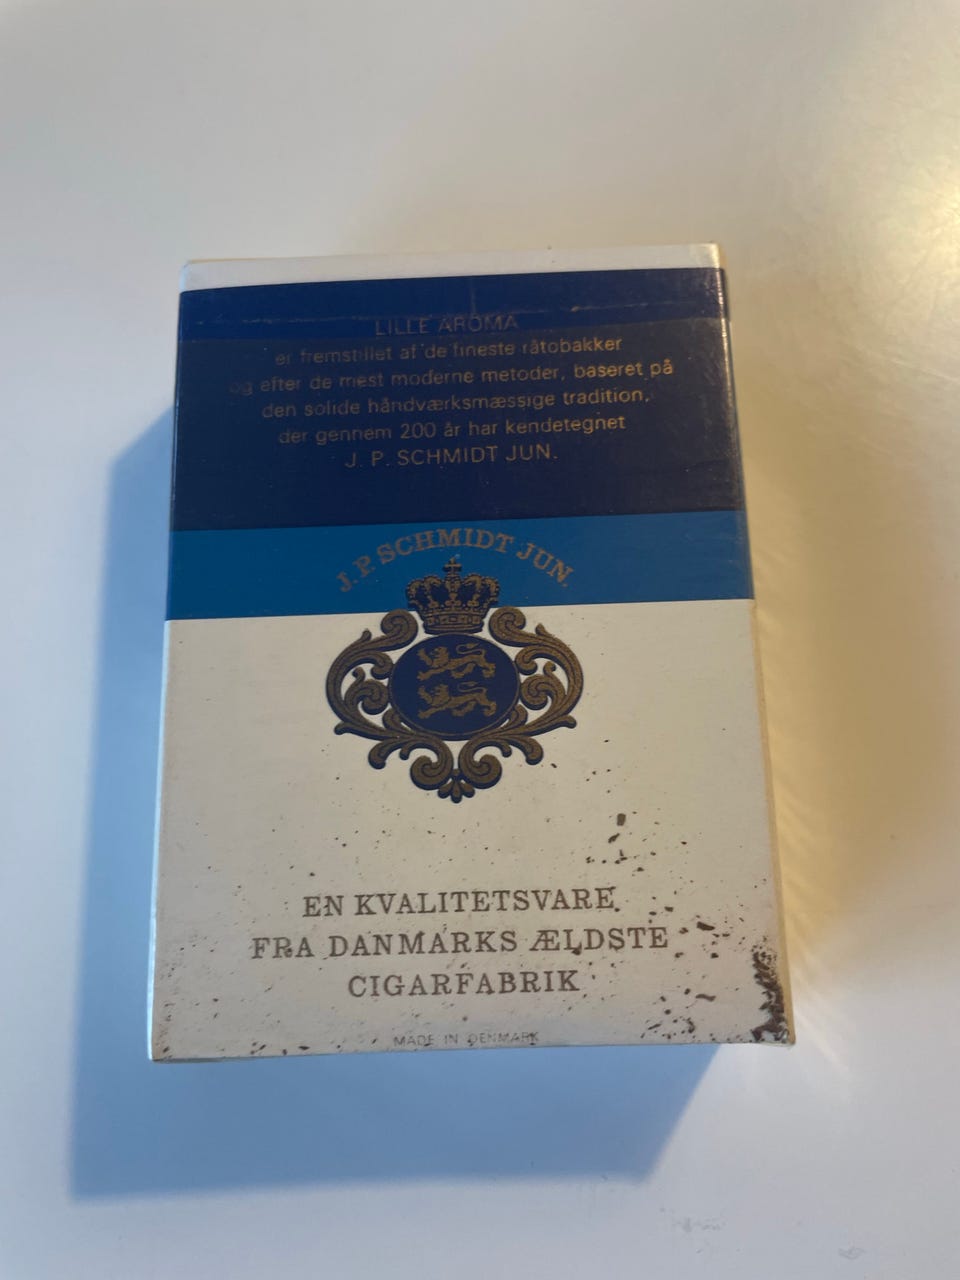 LILLE AROMA
er fremstillet af de fineste råtobakker
og efter de mest moderne metoder, baseret på
den solide håndværksmæssige tradition,
der gennem 200 år har kendetegnet
J. P. SCHMIDT JUN.
J. P. SCHMIDT JUN.
EN KVALITETSVARE
FRA DANMARKS ÆLDSTE
CIGARFABRIK
MADE IN DENMARK